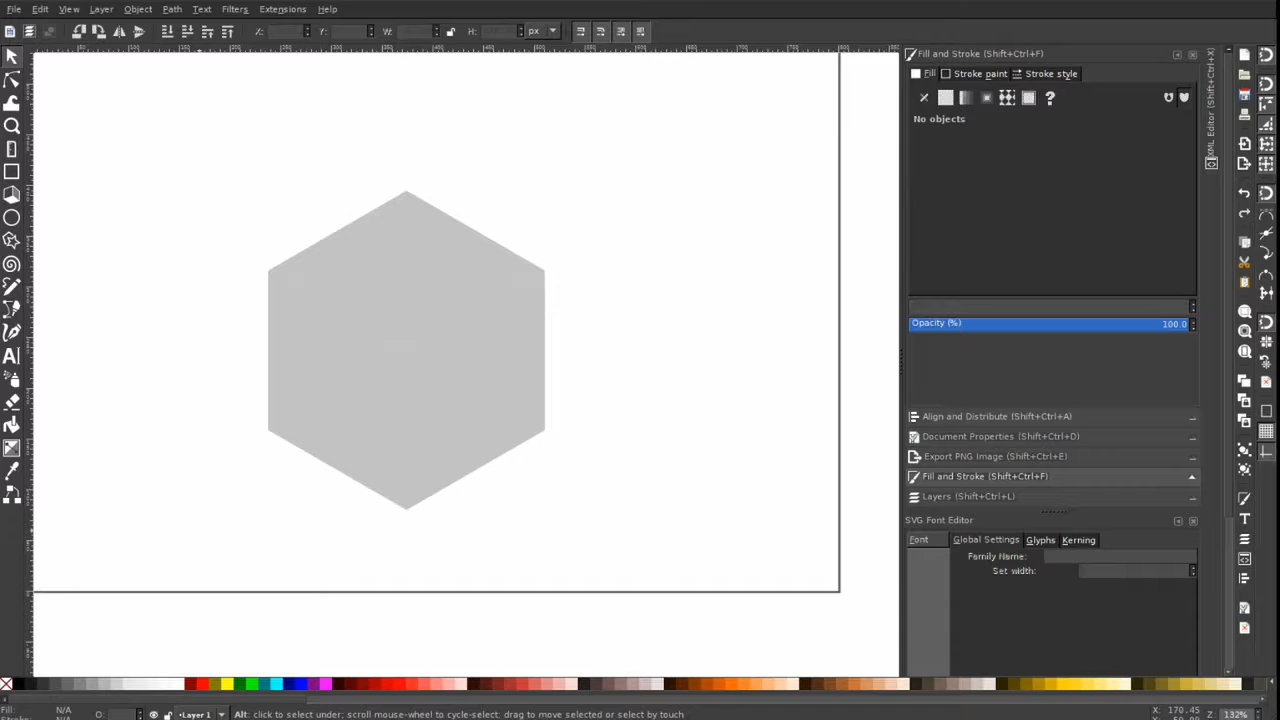 File Edit View Layer Object Path Text Filters Extensions Help
X: Y: W: H: px
Fill and Stroke (Shift+Ctrl+F)
Fill Stroke paint Stroke style
No objects
Opacity (%) 100.0
Align and Distribute (Shift+Ctrl+A)
Document Properties (Shift+Ctrl+D)
Export PNG Image (Shift+Ctrl+E)
Fill and Stroke (Shift+Ctrl+F)
Layers (Shift+Ctrl+L)
SVG Font Editor
Font Global Settings Glyphs Kerning
Family Name:
Set width:
XML Editor (Shift+Ctrl+X)
Fill: N/A O: Layer 1 Alt: click to select under; scroll mouse-wheel to cycle-select; drag to move selected or select by touch X: 170.45 Z: 132%
N/A